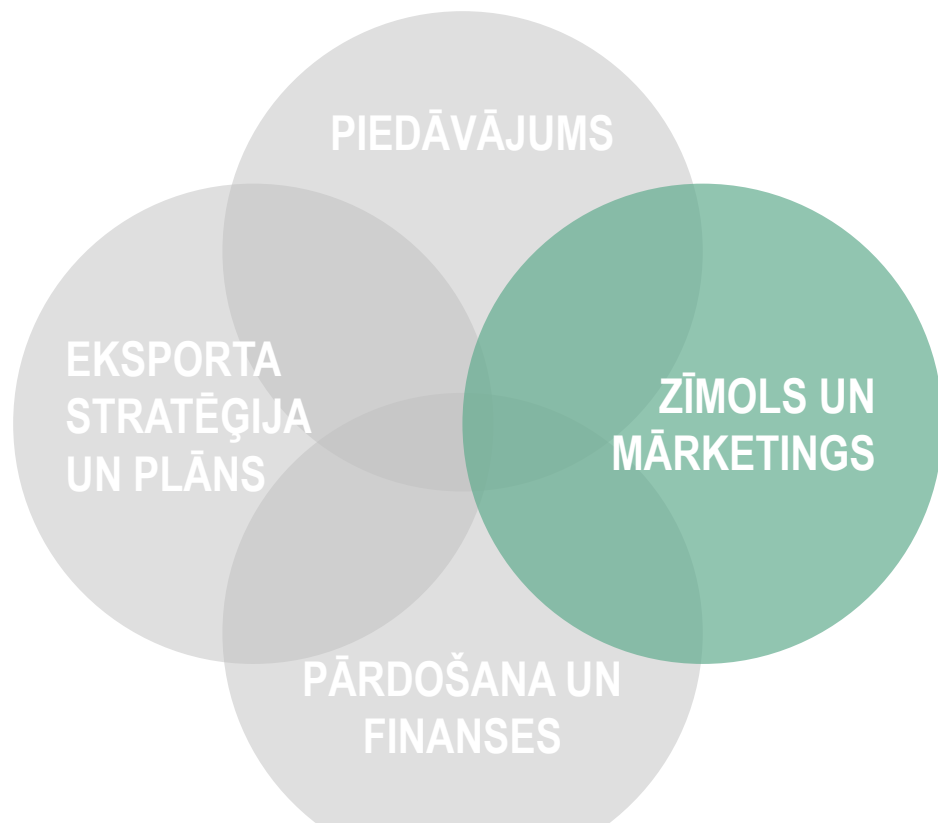 PIEDĀVĀJUMS
EKSPORTA
STRATĒĢIJA
UN PLĀNS
ZĪMOLS UN
MĀRKETINGS
PĀRDOŠANA UN
FINANSES